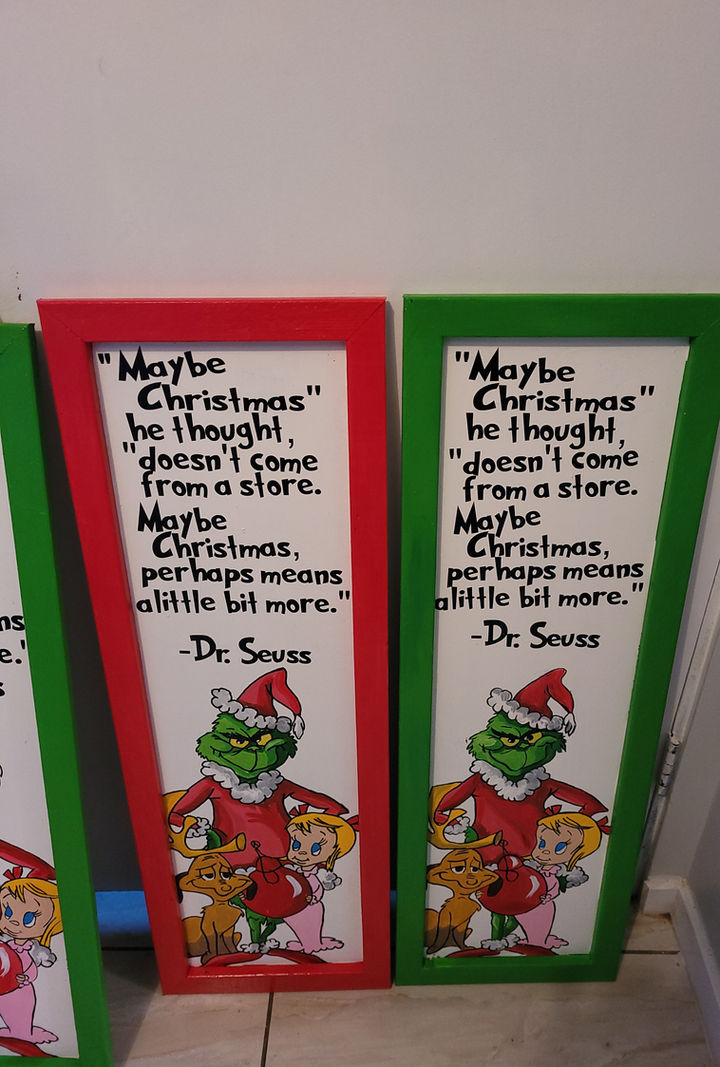 ns
e."
s
"Maybe
Christmas"
he thought,
"doesn't come
from a store.
Maybe
Christmas,
perhaps means
alittle bit more."
-Dr. Seuss
"Maybe
Christmas"
he thought,
"doesn't come
from a store.
Maybe
Christmas,
perhaps means
alittle bit more."
-Dr. Seuss